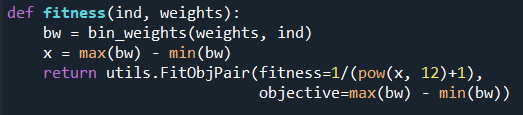 def fitness(ind, weights):
    bw = bin_weights(weights, ind)
    x = max(bw) - min(bw)
    return utils.FitObjPair(fitness=1/(pow(x, 12)+1),
                            objective=max(bw) - min(bw))